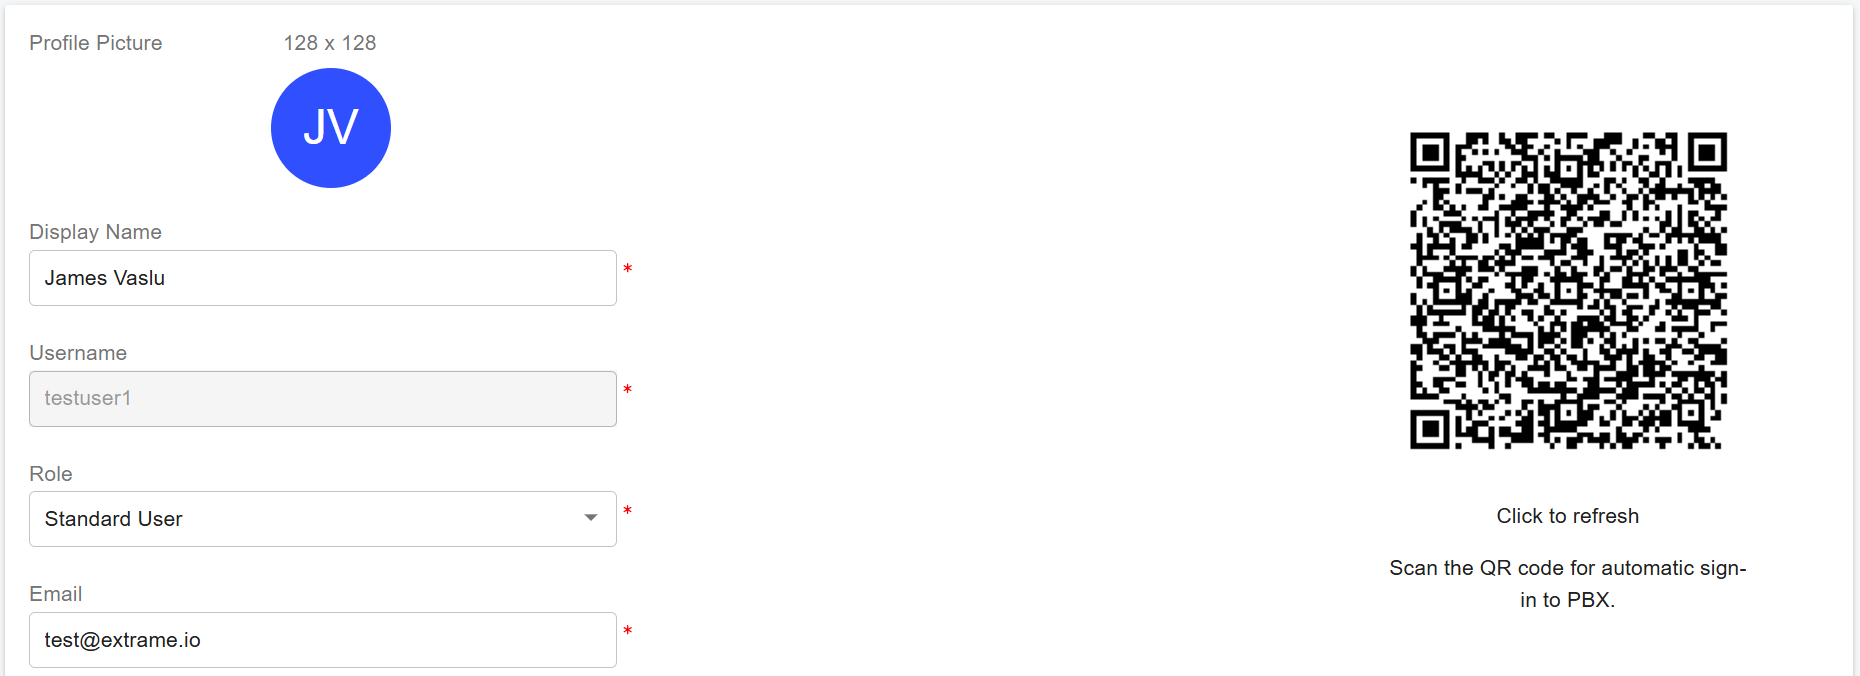 Profile Picture
128 x 128
JV
Display Name
James Vaslu
*
Username
testuser1
*
Role
Standard User
*
Email
test@extrame.io
*
Click to refresh
Scan the QR code for automatic sign-
in to PBX.